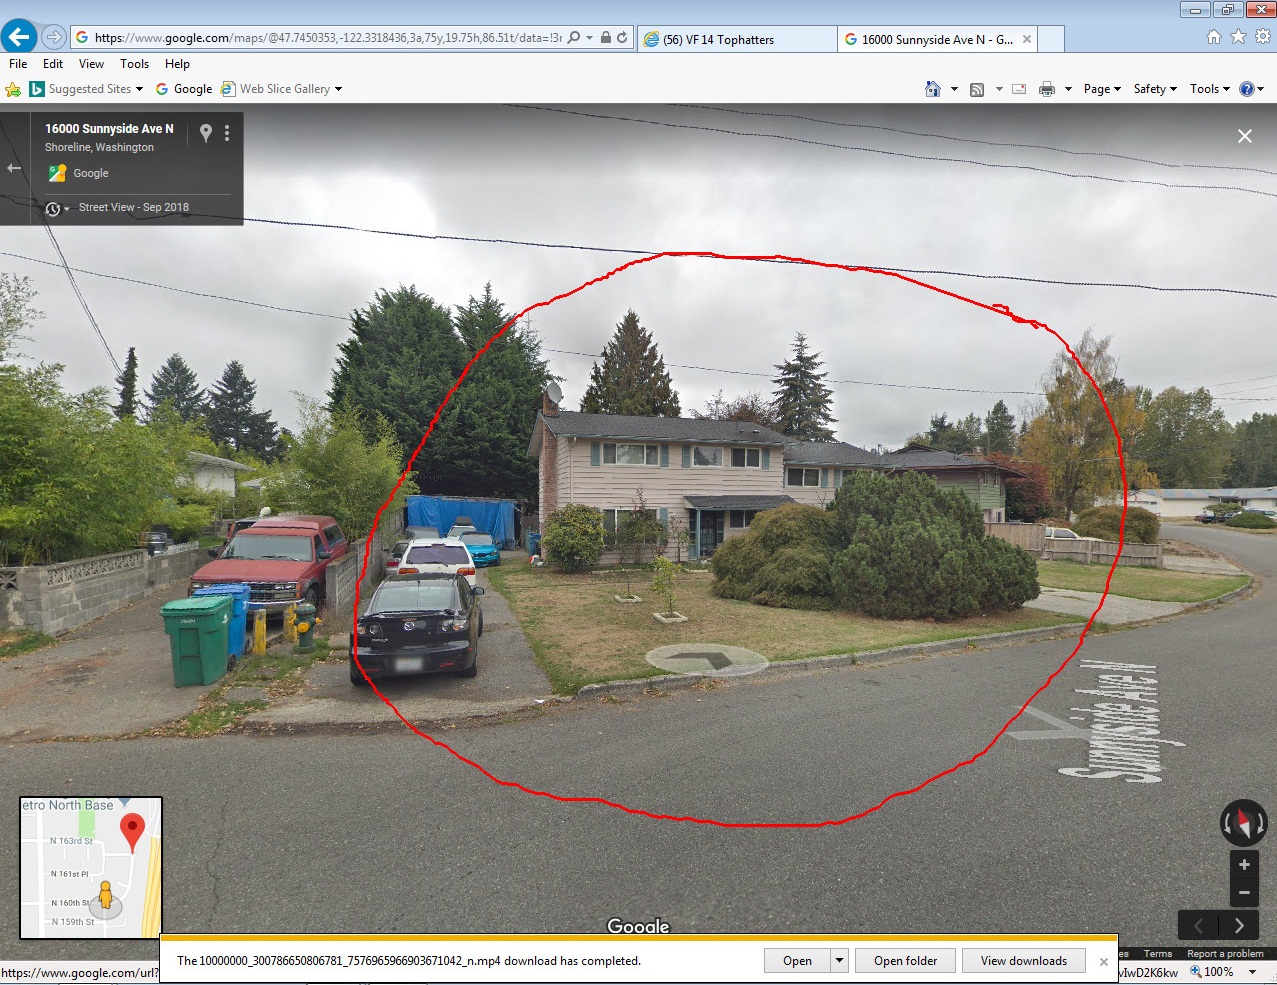 https://www.google.com/maps/@47.7450353,-122.3318436,3a,75y,19.75h,86.51t/data=!3
(56) VF 14 Tophatters
16000 Sunnyside Ave N - G...
File Edit View Tools Help
Suggested Sites
Google
Web Slice Gallery
Page Safety Tools
16000 Sunnyside Ave N
Shoreline, Washington
Google
Street View - Sep 2018
Sunnyside Ave N
etro North Base
N 163rd St
N 161st Pl
N 160th St
N 159th St
Google
The 10000000_300786650806781_7576965966903671042_n.mp4 download has completed.
Open
Open folder
View downloads
es Terms Report a problem
https://www.google.com/url?
vIwD2K6kw
100%